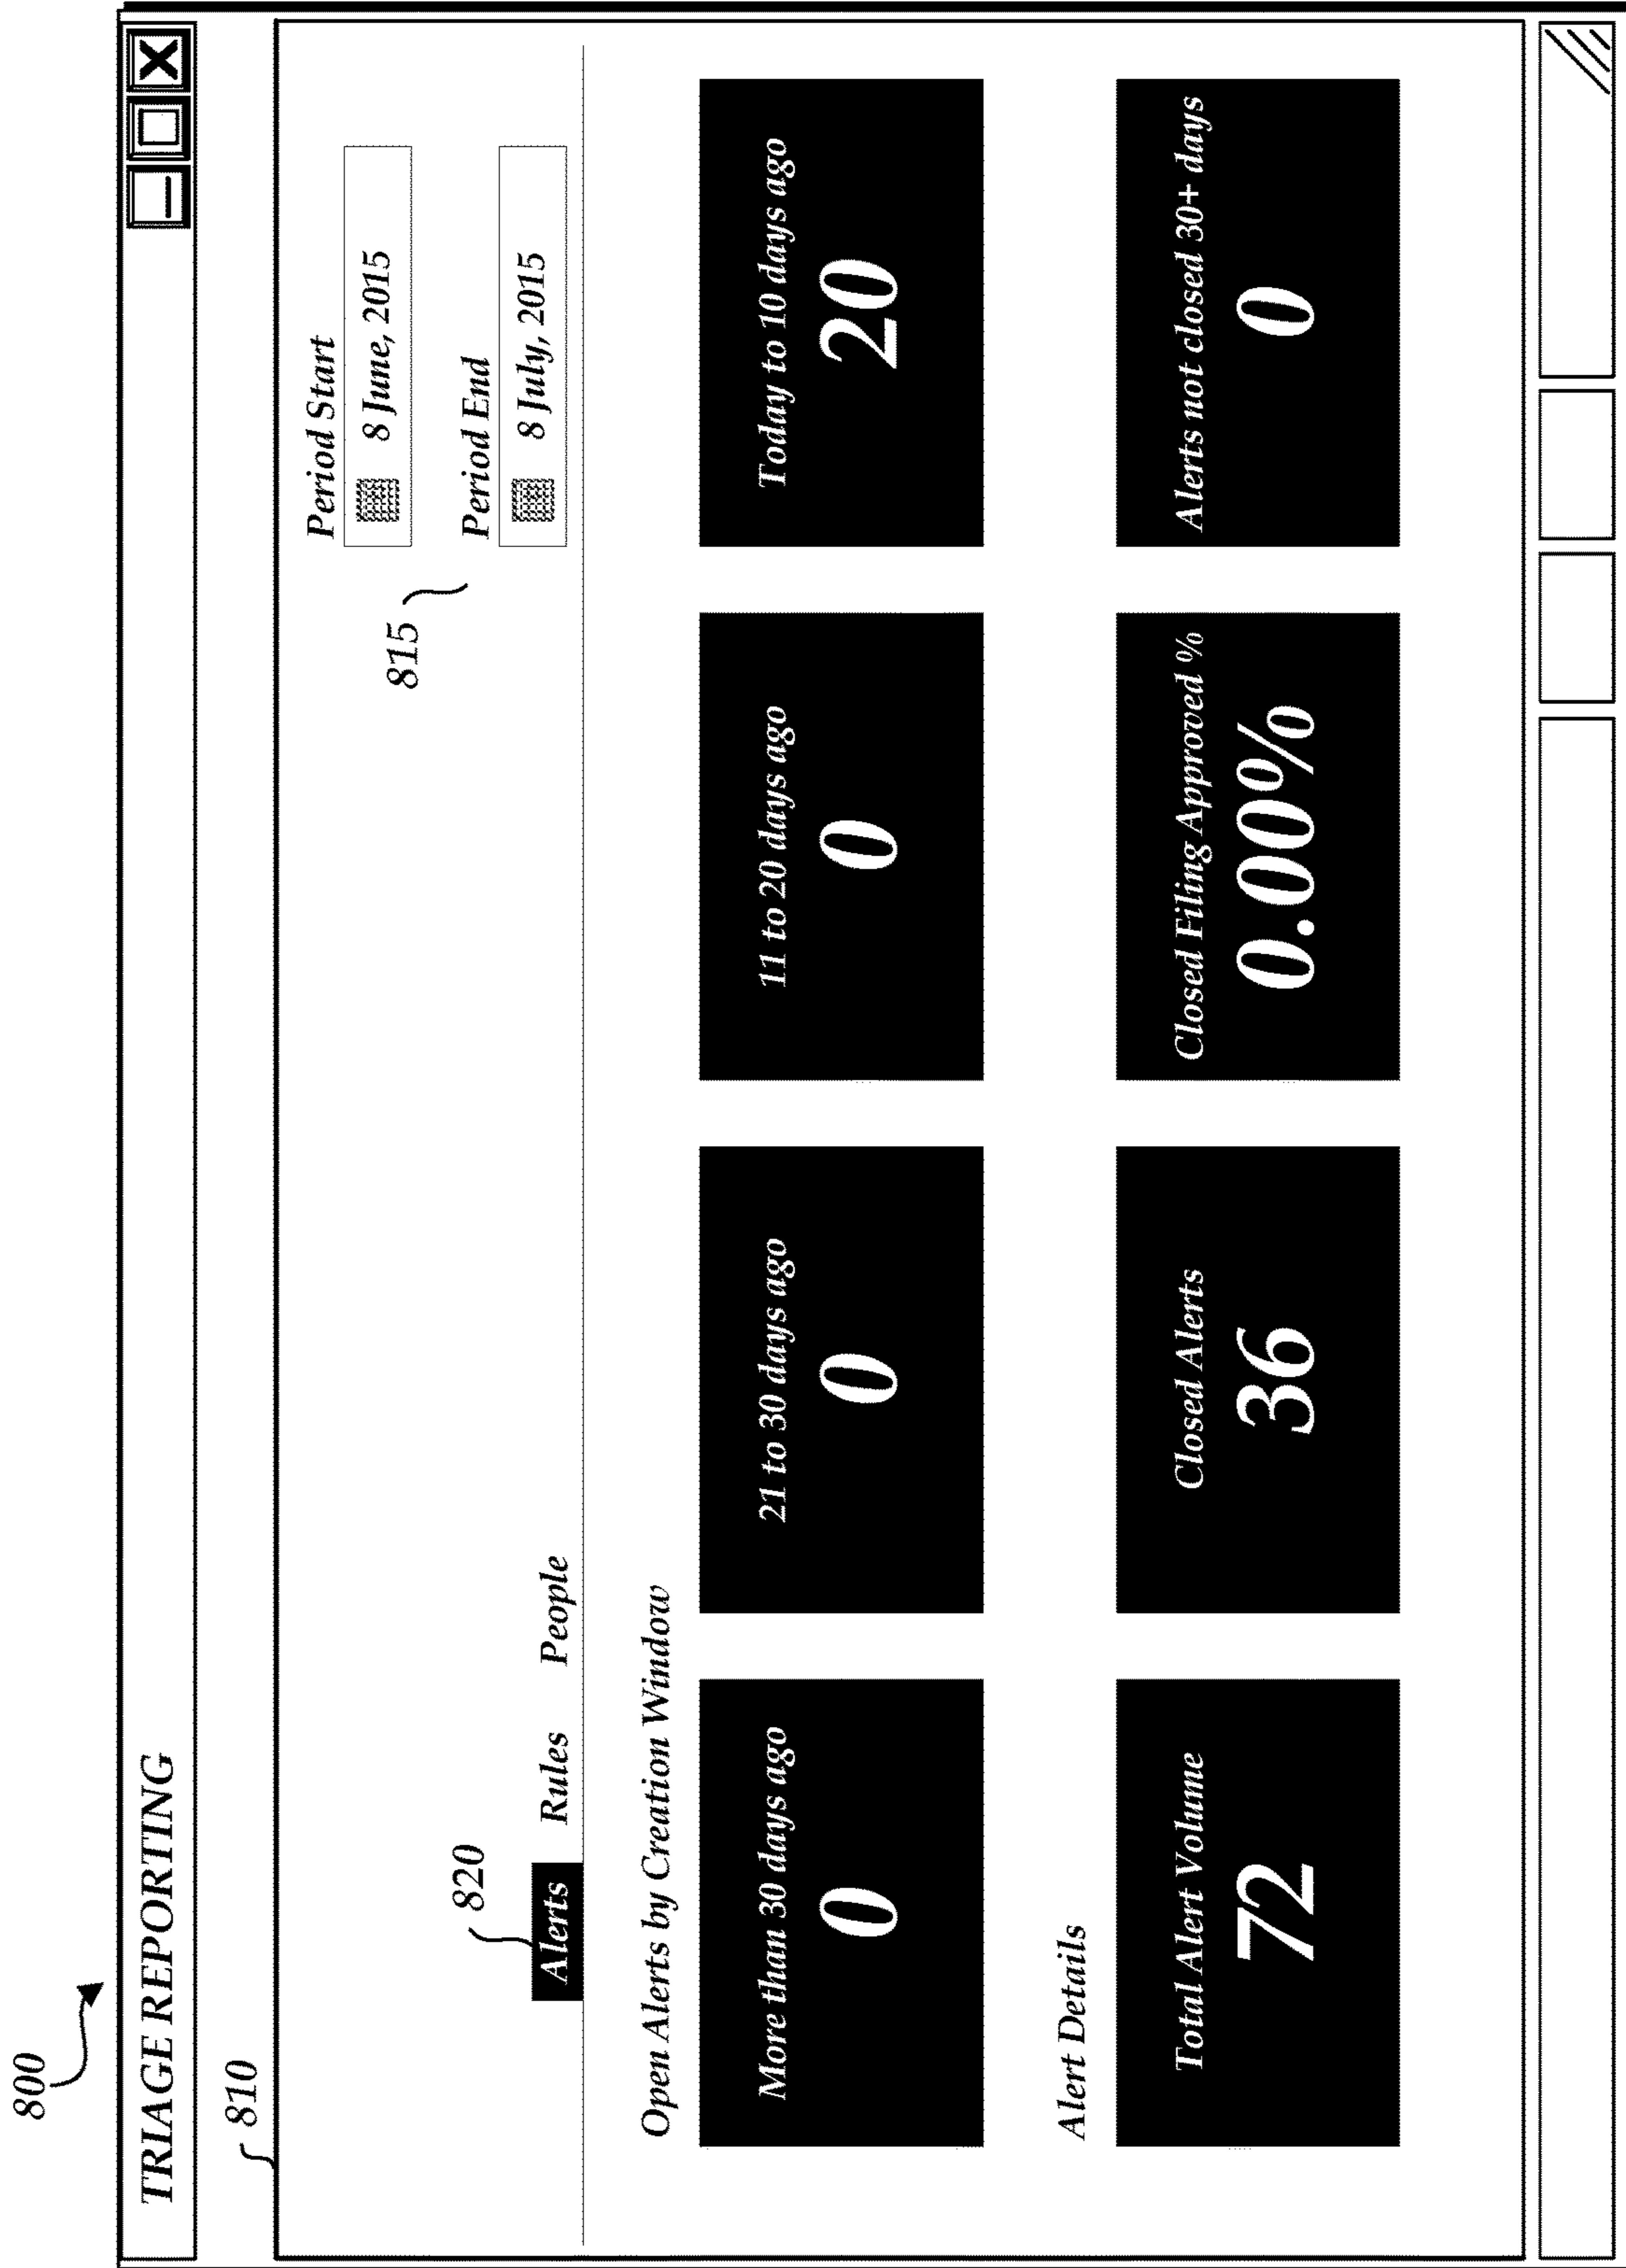 800
TRIAGE REPORTING
810
Period Start
8 June, 2015
815
Period End
8 July, 2015
820
Alerts Rules People
Open Alerts by Creation Window
More than 30 days ago
0
21 to 30 days ago
0
11 to 20 days ago
0
Today to 10 days ago
20
Alert Details
Total Alert Volume
72
Closed Alerts
36
Closed Filing Approved %
0.00%
Alerts not closed 30+ days
0